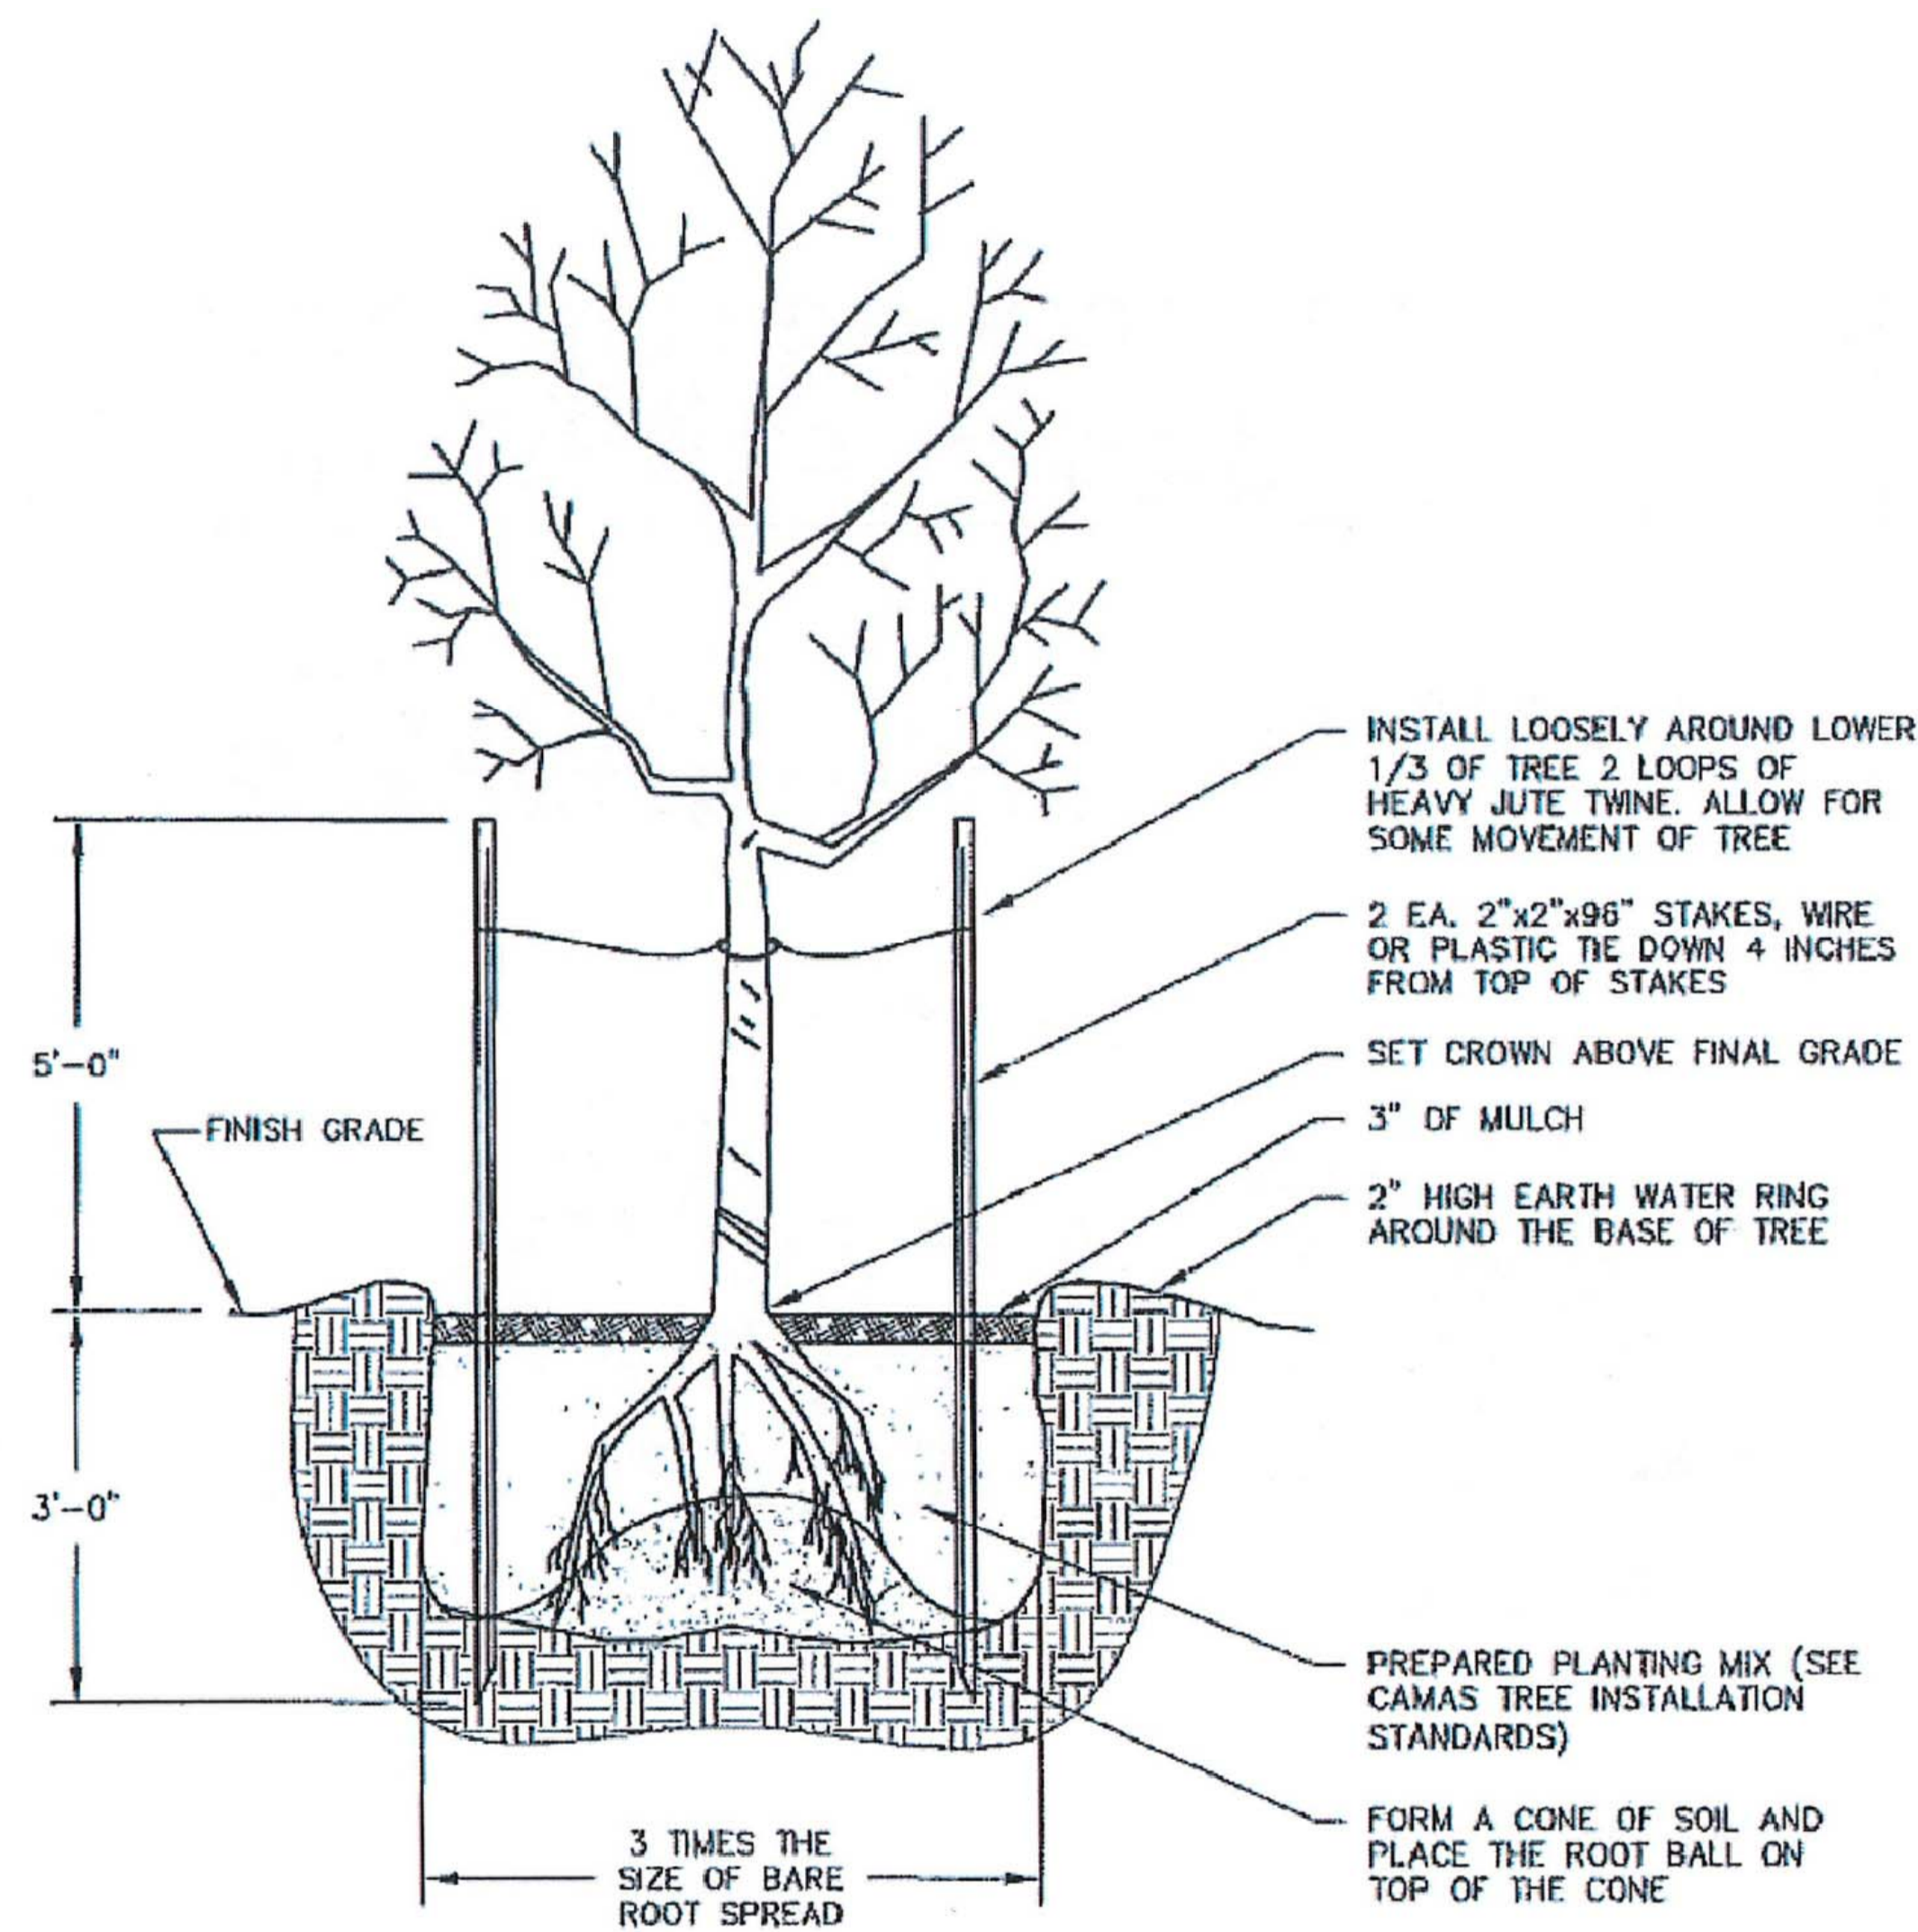 INSTALL LOOSELY AROUND LOWER
1/3 OF TREE 2 LOOPS OF
HEAVY JUTE TWINE. ALLOW FOR
SOME MOVEMENT OF TREE
2 EA. 2"x2"x96" STAKES, WIRE
OR PLASTIC TIE DOWN 4 INCHES
FROM TOP OF STAKES
5'-0"
SET CROWN ABOVE FINAL GRADE
FINISH GRADE
3" OF MULCH
2" HIGH EARTH WATER RING
AROUND THE BASE OF TREE
3'-0"
PREPARED PLANTING MIX (SEE
CAMAS TREE INSTALLATION
STANDARDS)
FORM A CONE OF SOIL AND
PLACE THE ROOT BALL ON
TOP OF THE CONE
3 TIMES THE
SIZE OF BARE
ROOT SPREAD